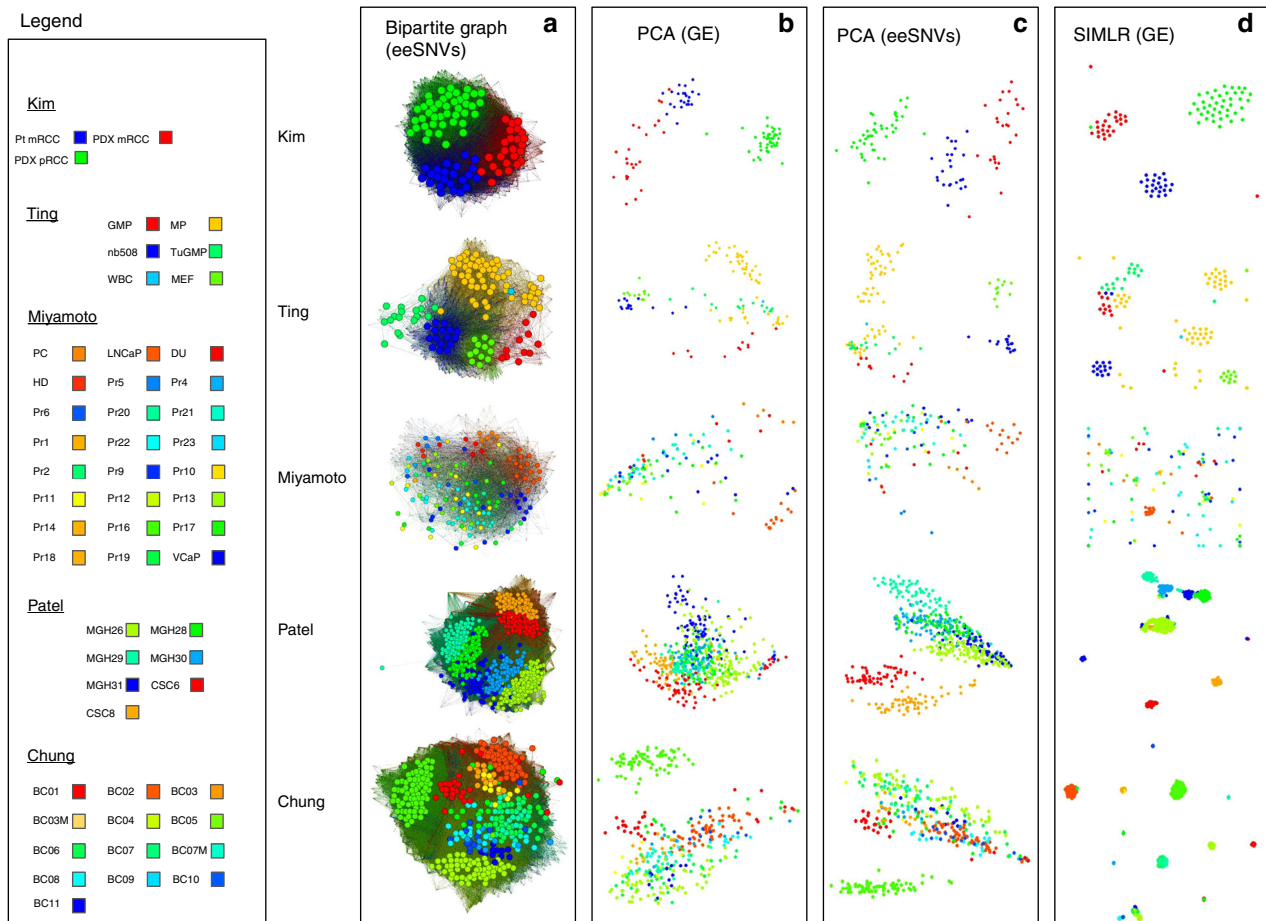 Legend
Bipartite graph
(eeSNVs)
a
PCA (GE)
b
PCA (eeSNVs)
c
SIMLR (GE)
d
Kim
Pt mRCC PDX mRCC
PDX pRCC
Ting
GMP MP
nb508 TuGMP
WBC MEF
Miyamoto
PC LNCaP DU
HD Pr5 Pr4
Pr6 Pr20 Pr21
Pr1 Pr22 Pr23
Pr2 Pr9 Pr10
Pr11 Pr12 Pr13
Pr14 Pr16 Pr17
Pr18 Pr19 VCaP
Patel
MGH26 MGH28
MGH29 MGH30
MGH31 CSC6
CSC8
Chung
BC01 BC02 BC03
BC03M BC04 BC05
BC06 BC07 BC07M
BC08 BC09 BC10
BC11
Kim
Ting
Miyamoto
Patel
Chung